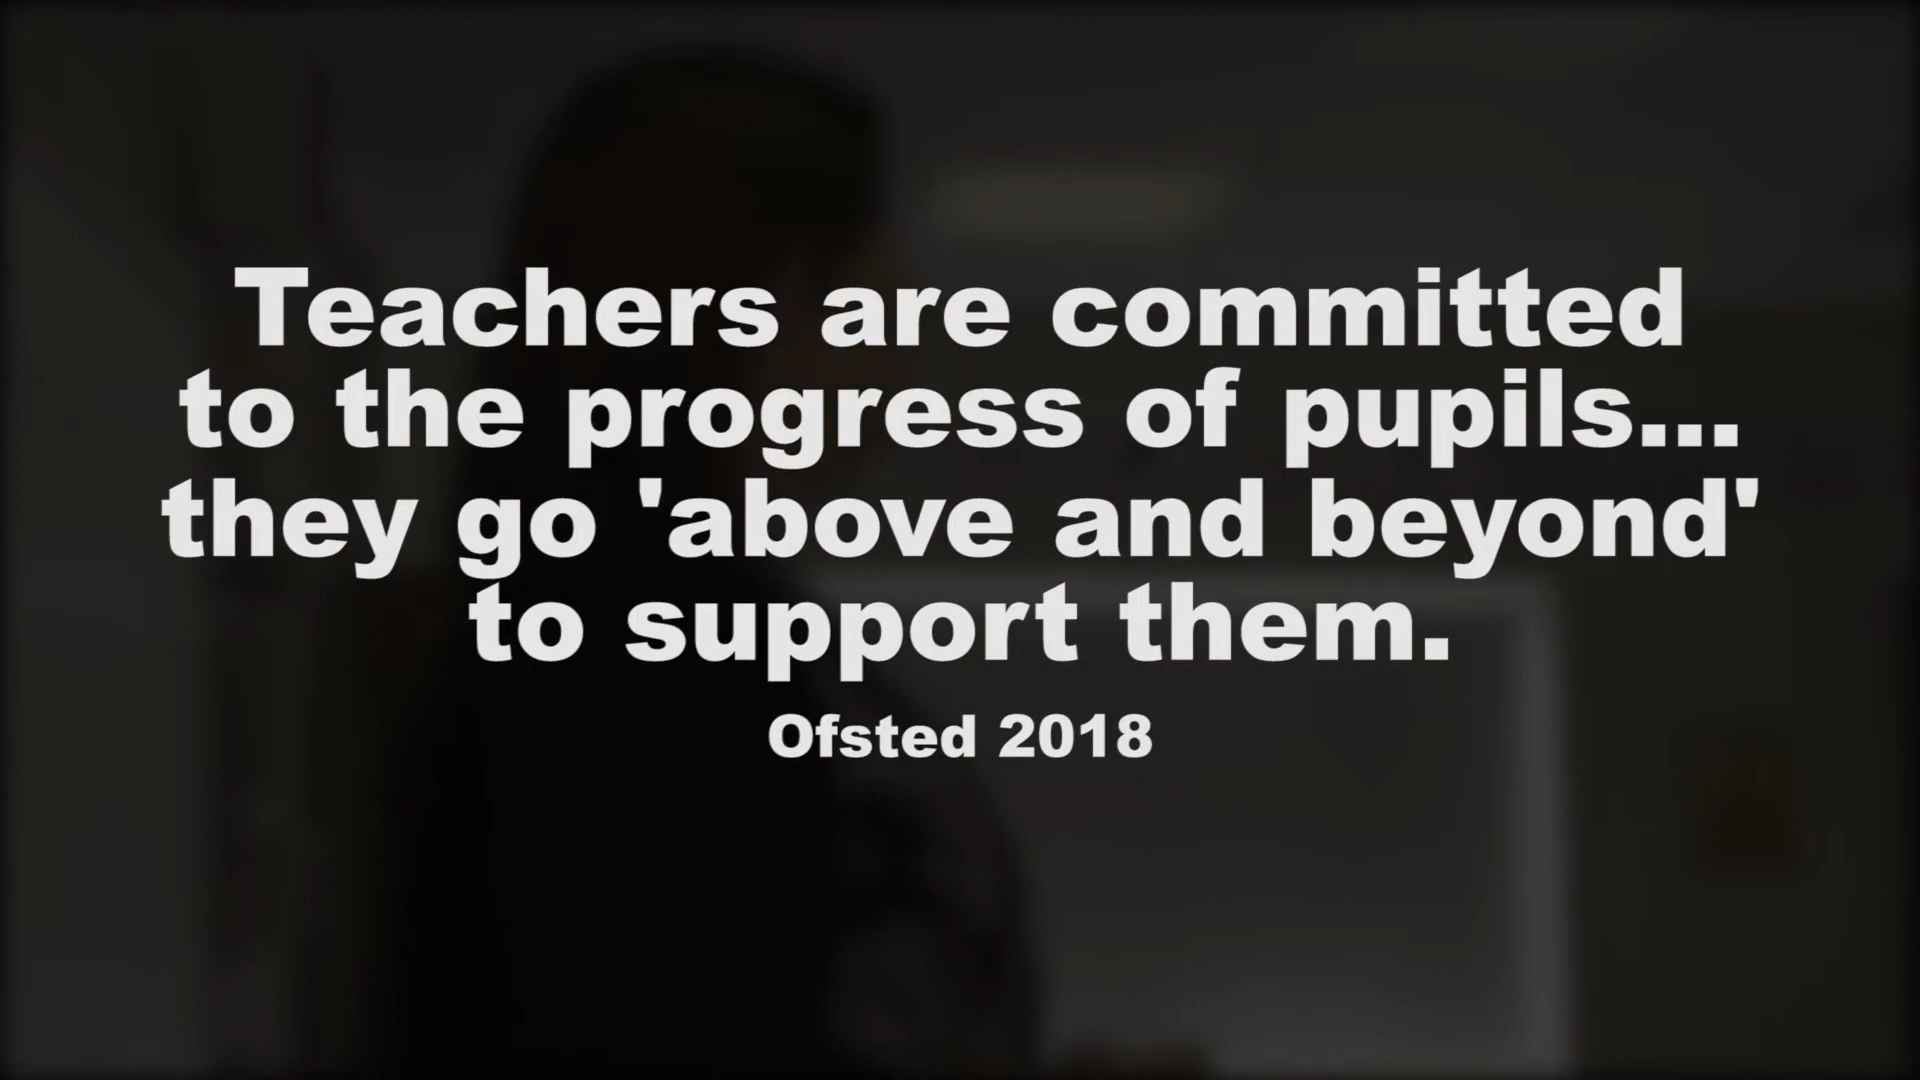 Teachers are committed
to the progress of pupils...
they go 'above and beyond'
to support them.
Ofsted 2018